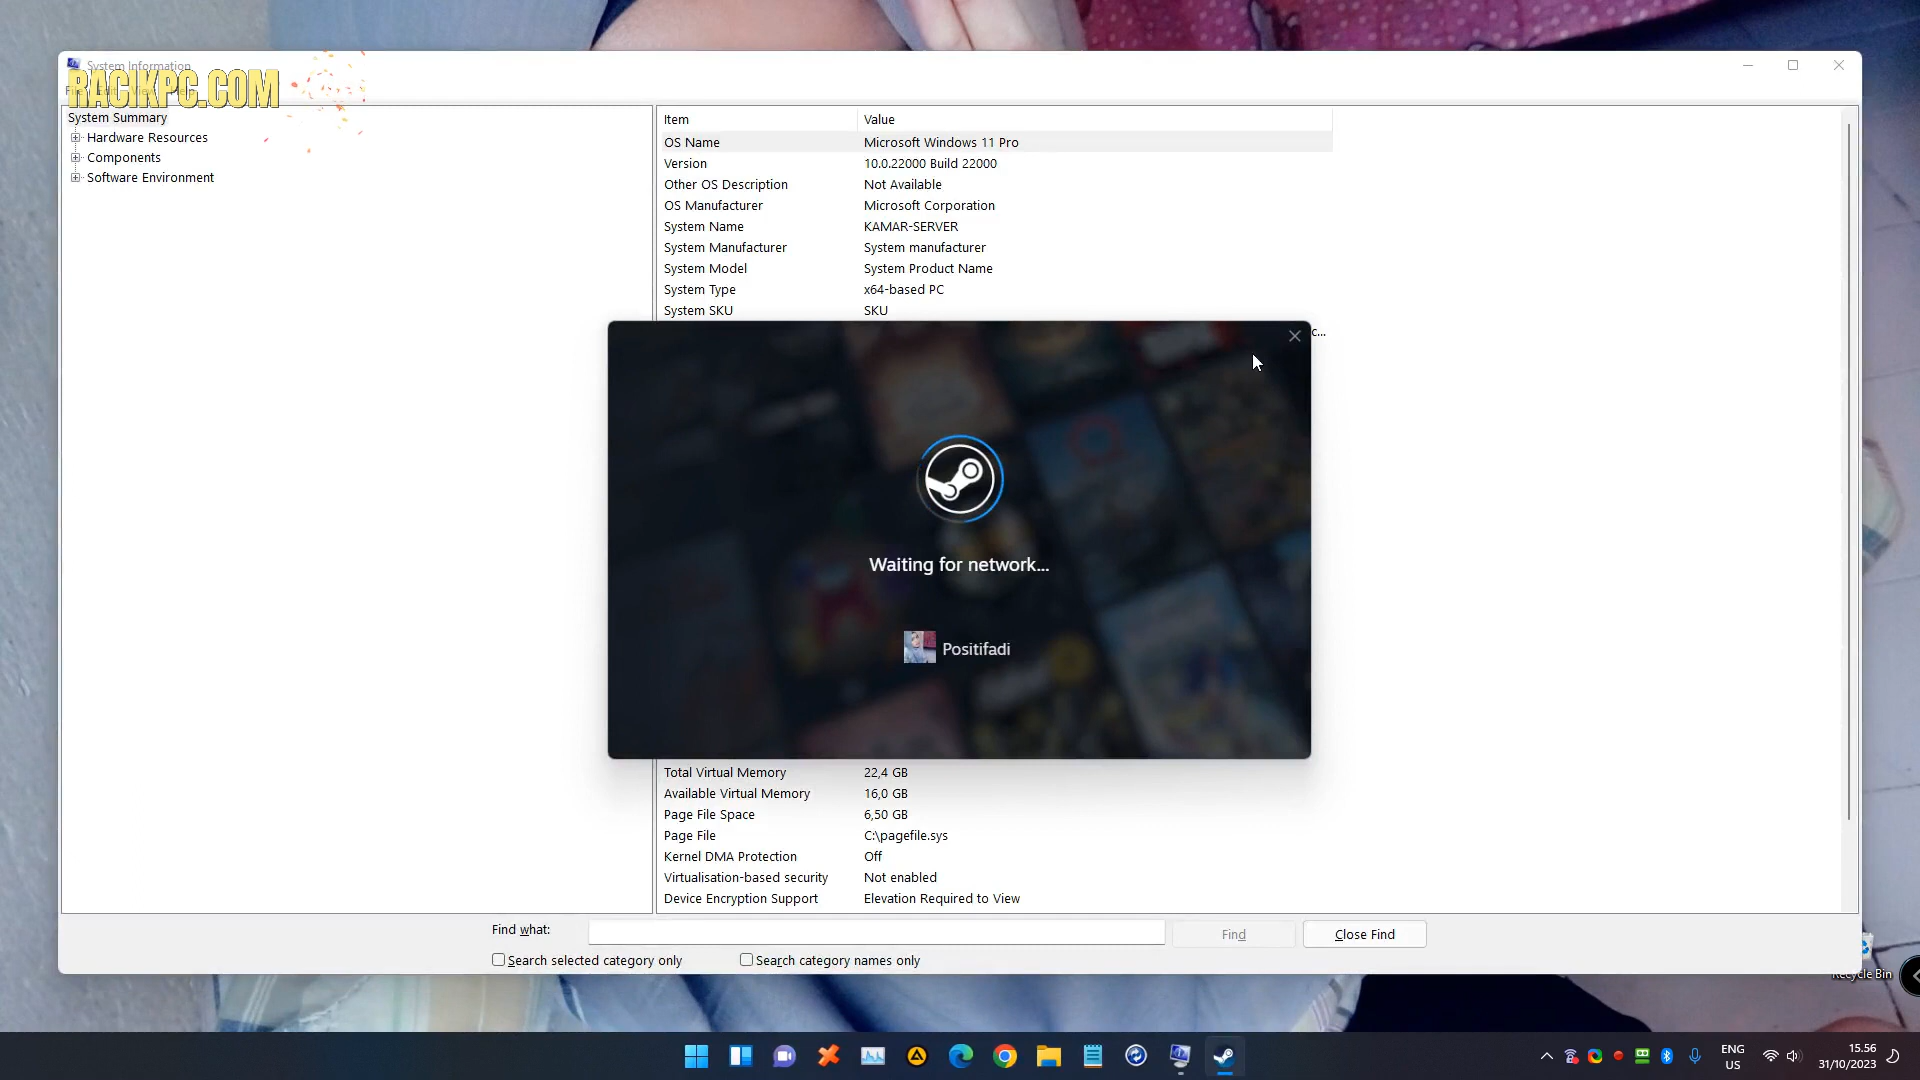 System Information
RACIKPC.COM
System Summary
Hardware Resources
Components
Software Environment
Item Value
OS Name Microsoft Windows 11 Pro
Version 10.0.22000 Build 22000
Other OS Description Not Available
OS Manufacturer Microsoft Corporation
System Name KAMAR-SERVER
System Manufacturer System manufacturer
System Model System Product Name
System Type x64-based PC
System SKU SKU
c...
Waiting for network...
Positifadi
Total Virtual Memory 22,4 GB
Available Virtual Memory 16,0 GB
Page File Space 6,50 GB
Page File C:\pagefile.sys
Kernel DMA Protection Off
Virtualisation-based security Not enabled
Device Encryption Support Elevation Required to View
Find what: Find Close Find
Search selected category only Search category names only
Recycle Bin
ENG 15.56
US 31/10/2023